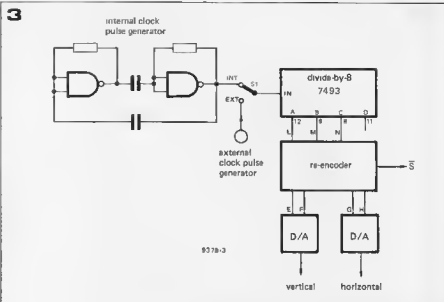 3
internal clock
pulse generator
INT
S1
EXT
external
clock pulse
generator
divide-by-8
7493
IN
A B C D
12 9 8 11
L M N
re-encoder
S
E F G H
D/A D/A
9379-3
vertical horizontal